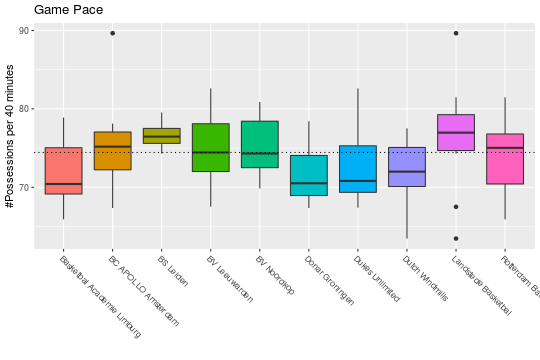 Game Pace
#Possessions per 40 minutes
90
80
70
Basketbal Academie Limburg
BC APOLLO Amsterdam
BS Leiden
BV Leeuwarden
BV Noordkop
Donar Groningen
Dukes Unlimited
Dutch Windmills
Landstede Basketbal
Rotterdam Bas